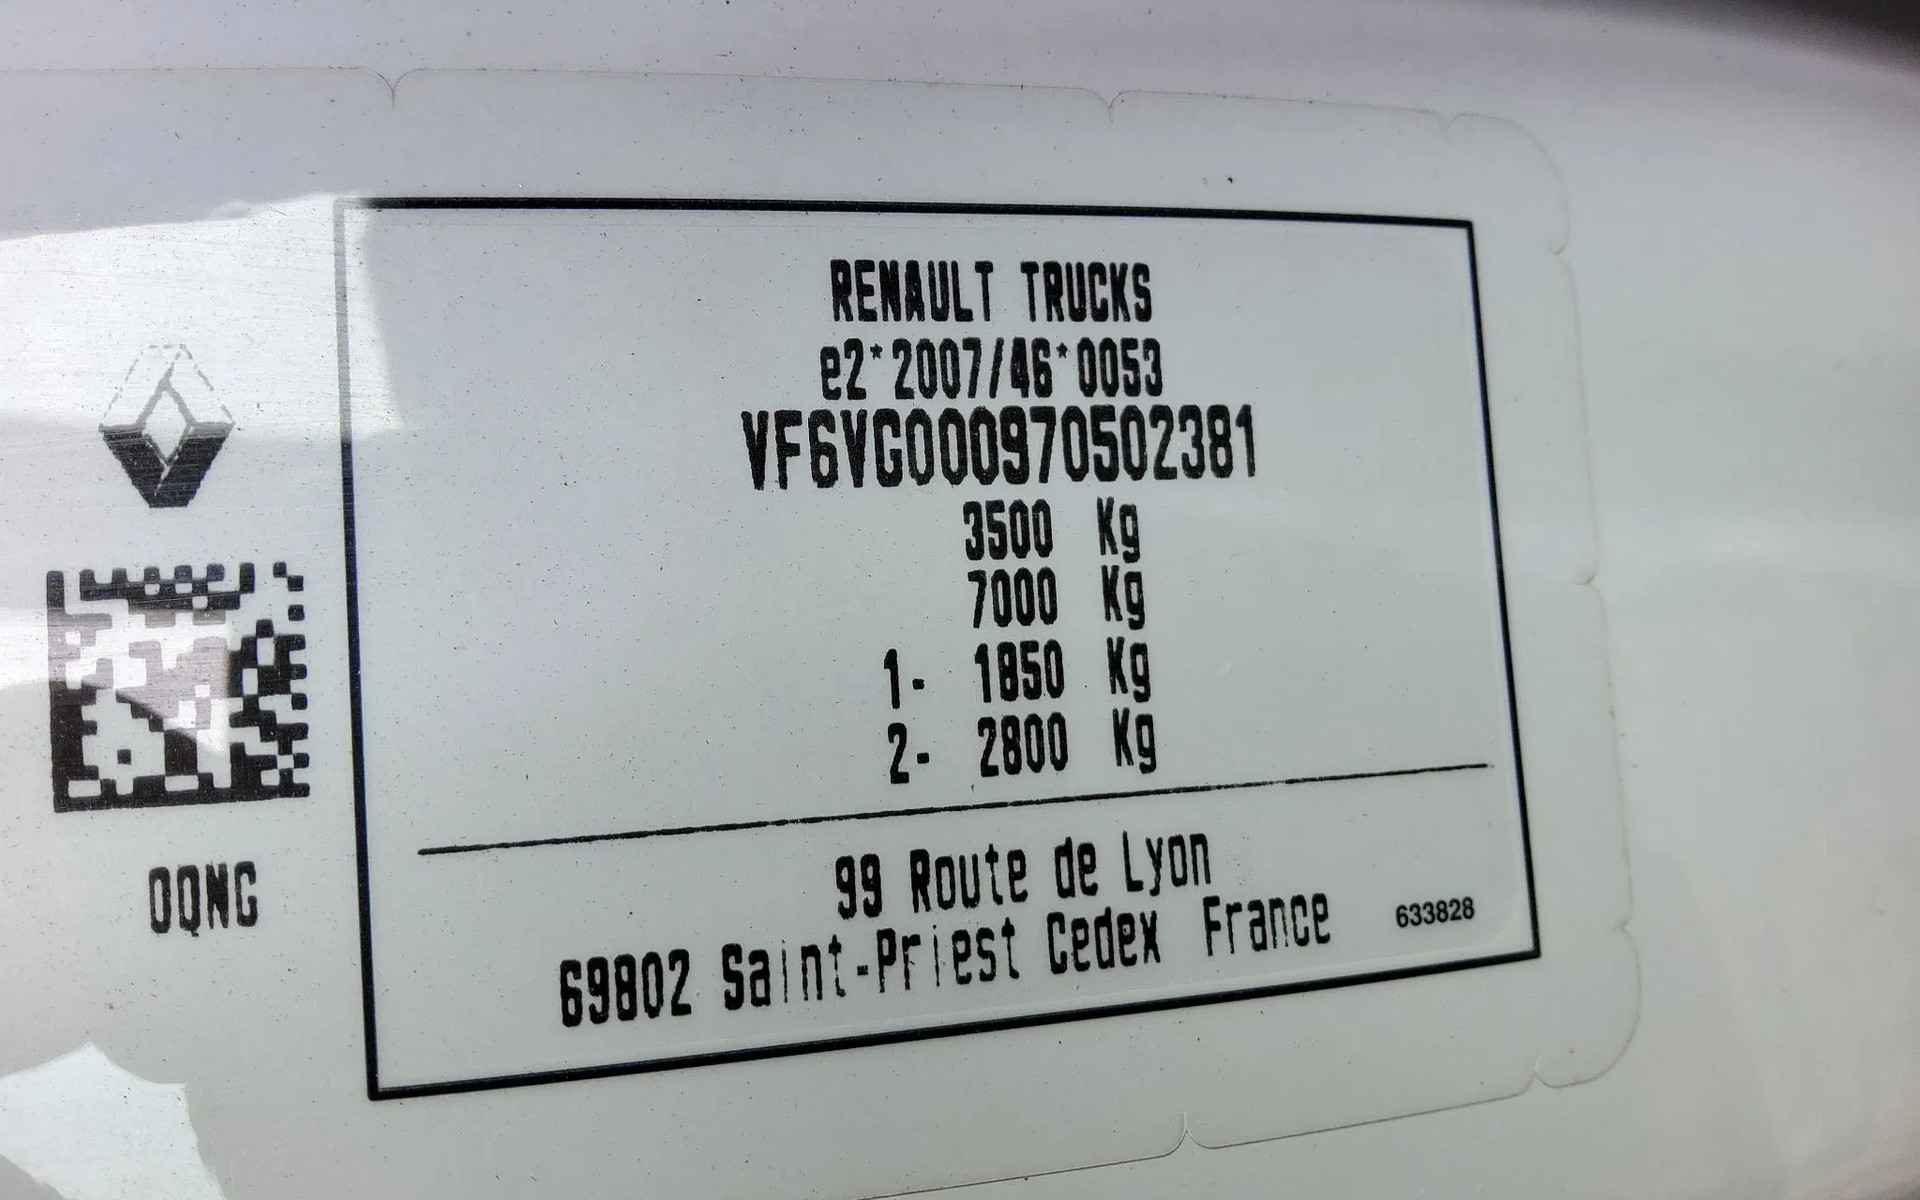 RENAULT TRUCKS
e2*2007/46*0053
VF6VG000970502381
3500 Kg
7000 Kg
1- 1850 Kg
2- 2800 Kg
99 Route de Lyon
69802 Saint-Priest Cedex France
633828
OQNG